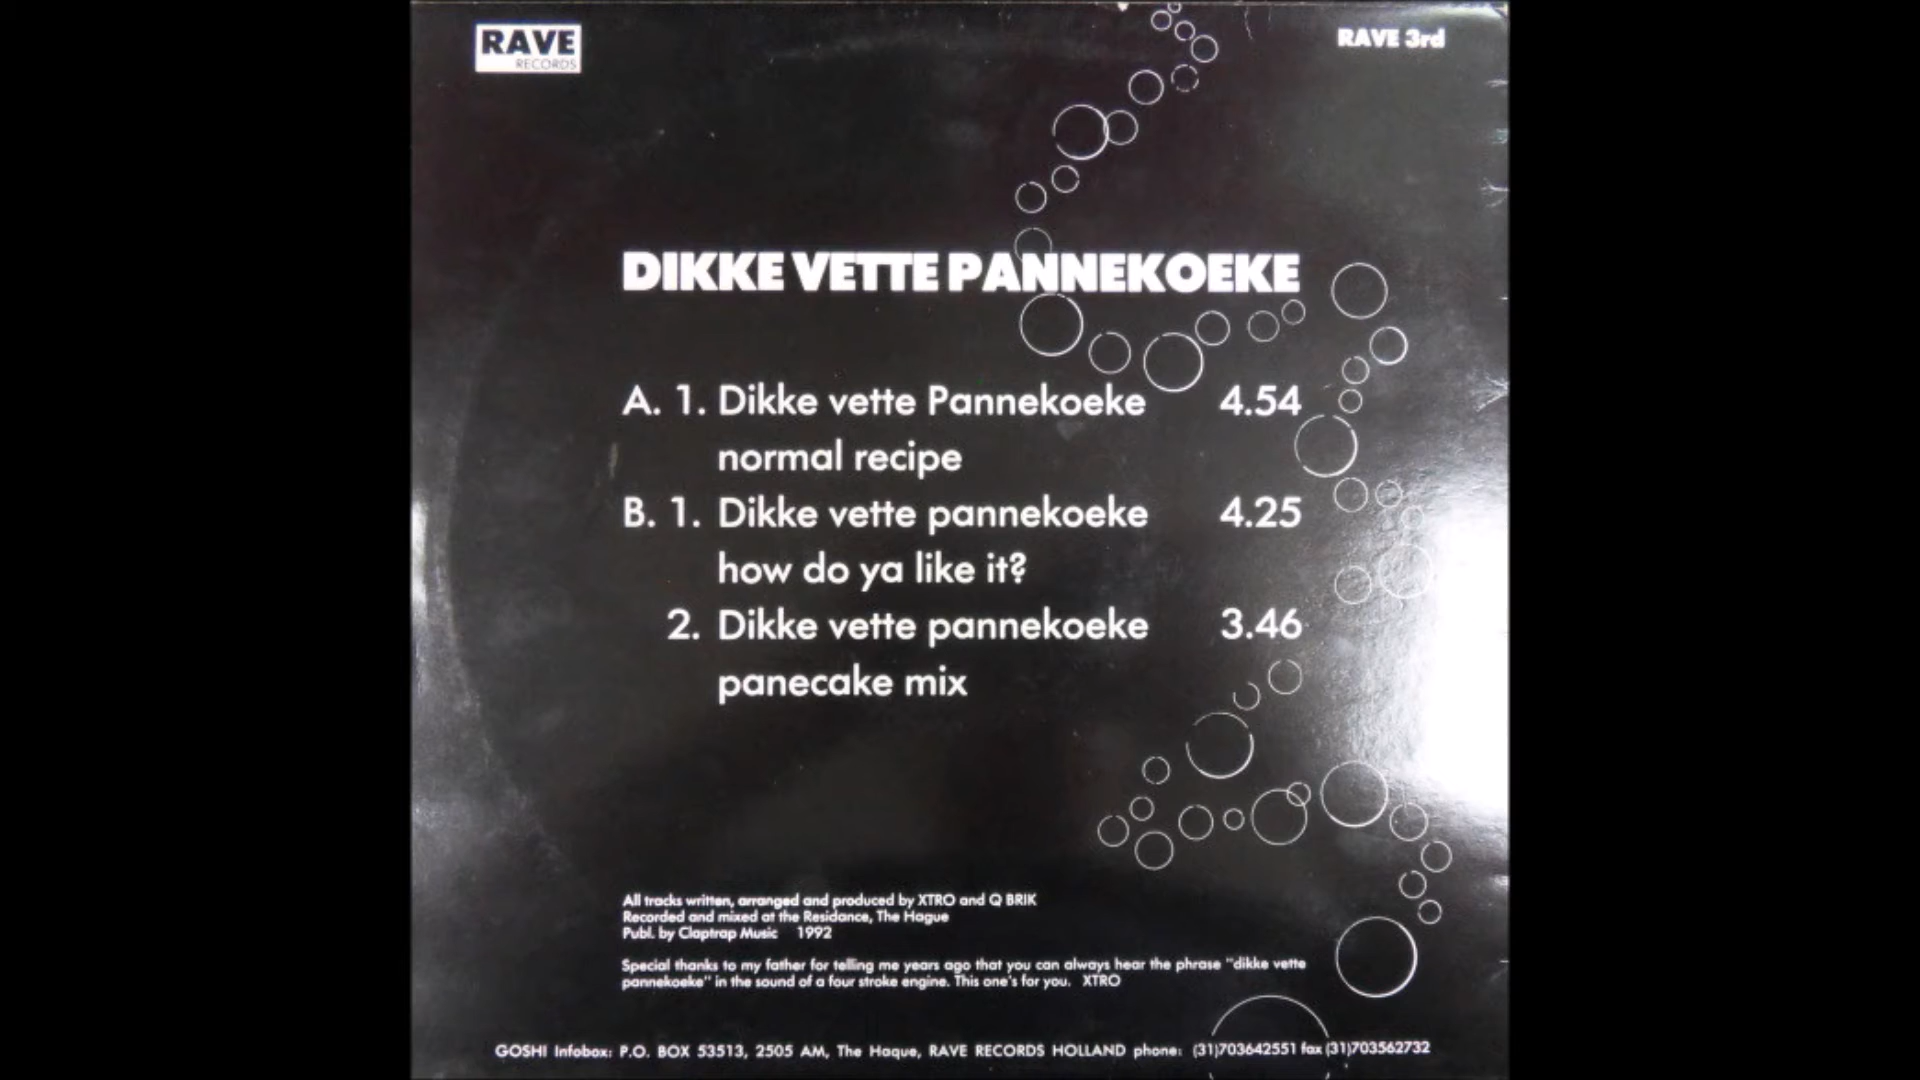 RAVE
RECORDS
RAVE 3rd
DIKKE VETTE PANNEKOEKE
A. 1. Dikke vette Pannekoeke 4.54
normal recipe
B. 1. Dikke vette pannekoeke 4.25
how do ya like it?
2. Dikke vette pannekoeke 3.46
panecake mix
All tracks written, arranged and produced by XTRO and Q BRIK
Recorded and mixed at the Residance, The Hague
Publ. by Claptrap Music 1992
Special thanks to my father for telling me years ago that you can always hear the phrase "dikke vette
pannekoeke" in the sound of a four stroke engine. This one's for you. XTRO
GOSHI Infobox: P.O. BOX 53513, 2505 AM, The Haque, RAVE RECORDS HOLLAND phone: (31)703642551 fax (31)703562732